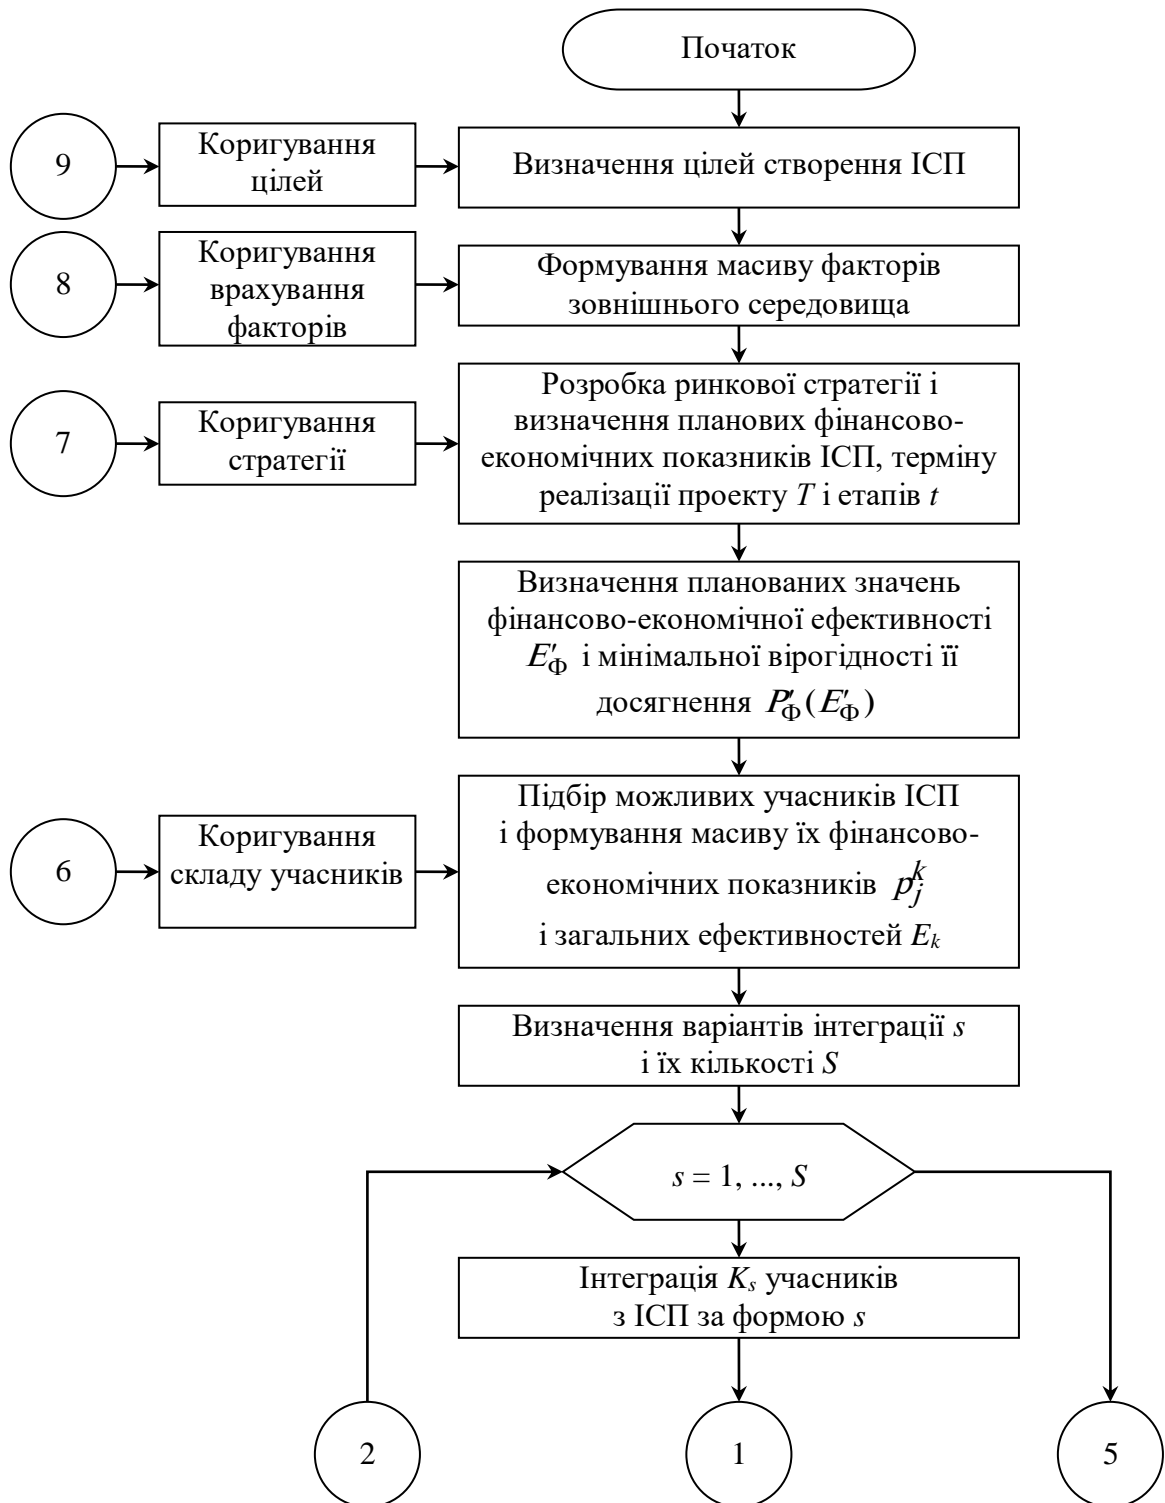 Початок
9
Коригування
цілей
Визначення цілей створення ІСП
8
Коригування
врахування
факторів
Формування масиву факторів
зовнішнього середовища
7
Коригування
стратегії
Розробка ринкової стратегії і
визначення планових фінансово-
економічних показників ІСП, терміну
реалізації проекту T і етапів t
Визначення планованих значень
фінансово-економічної ефективності
E′Ф і мінімальної вірогідності її
досягнення P′Ф(E′Ф)
6
Коригування
складу учасників
Підбір можливих учасників ІСП
і формування масиву їх фінансово-
економічних показників p_j^k
і загальних ефективностей E_k
Визначення варіантів інтеграції s
і їх кількості S
s = 1, ..., S
Інтеграція K_s учасників
з ІСП за формою s
2
1
5